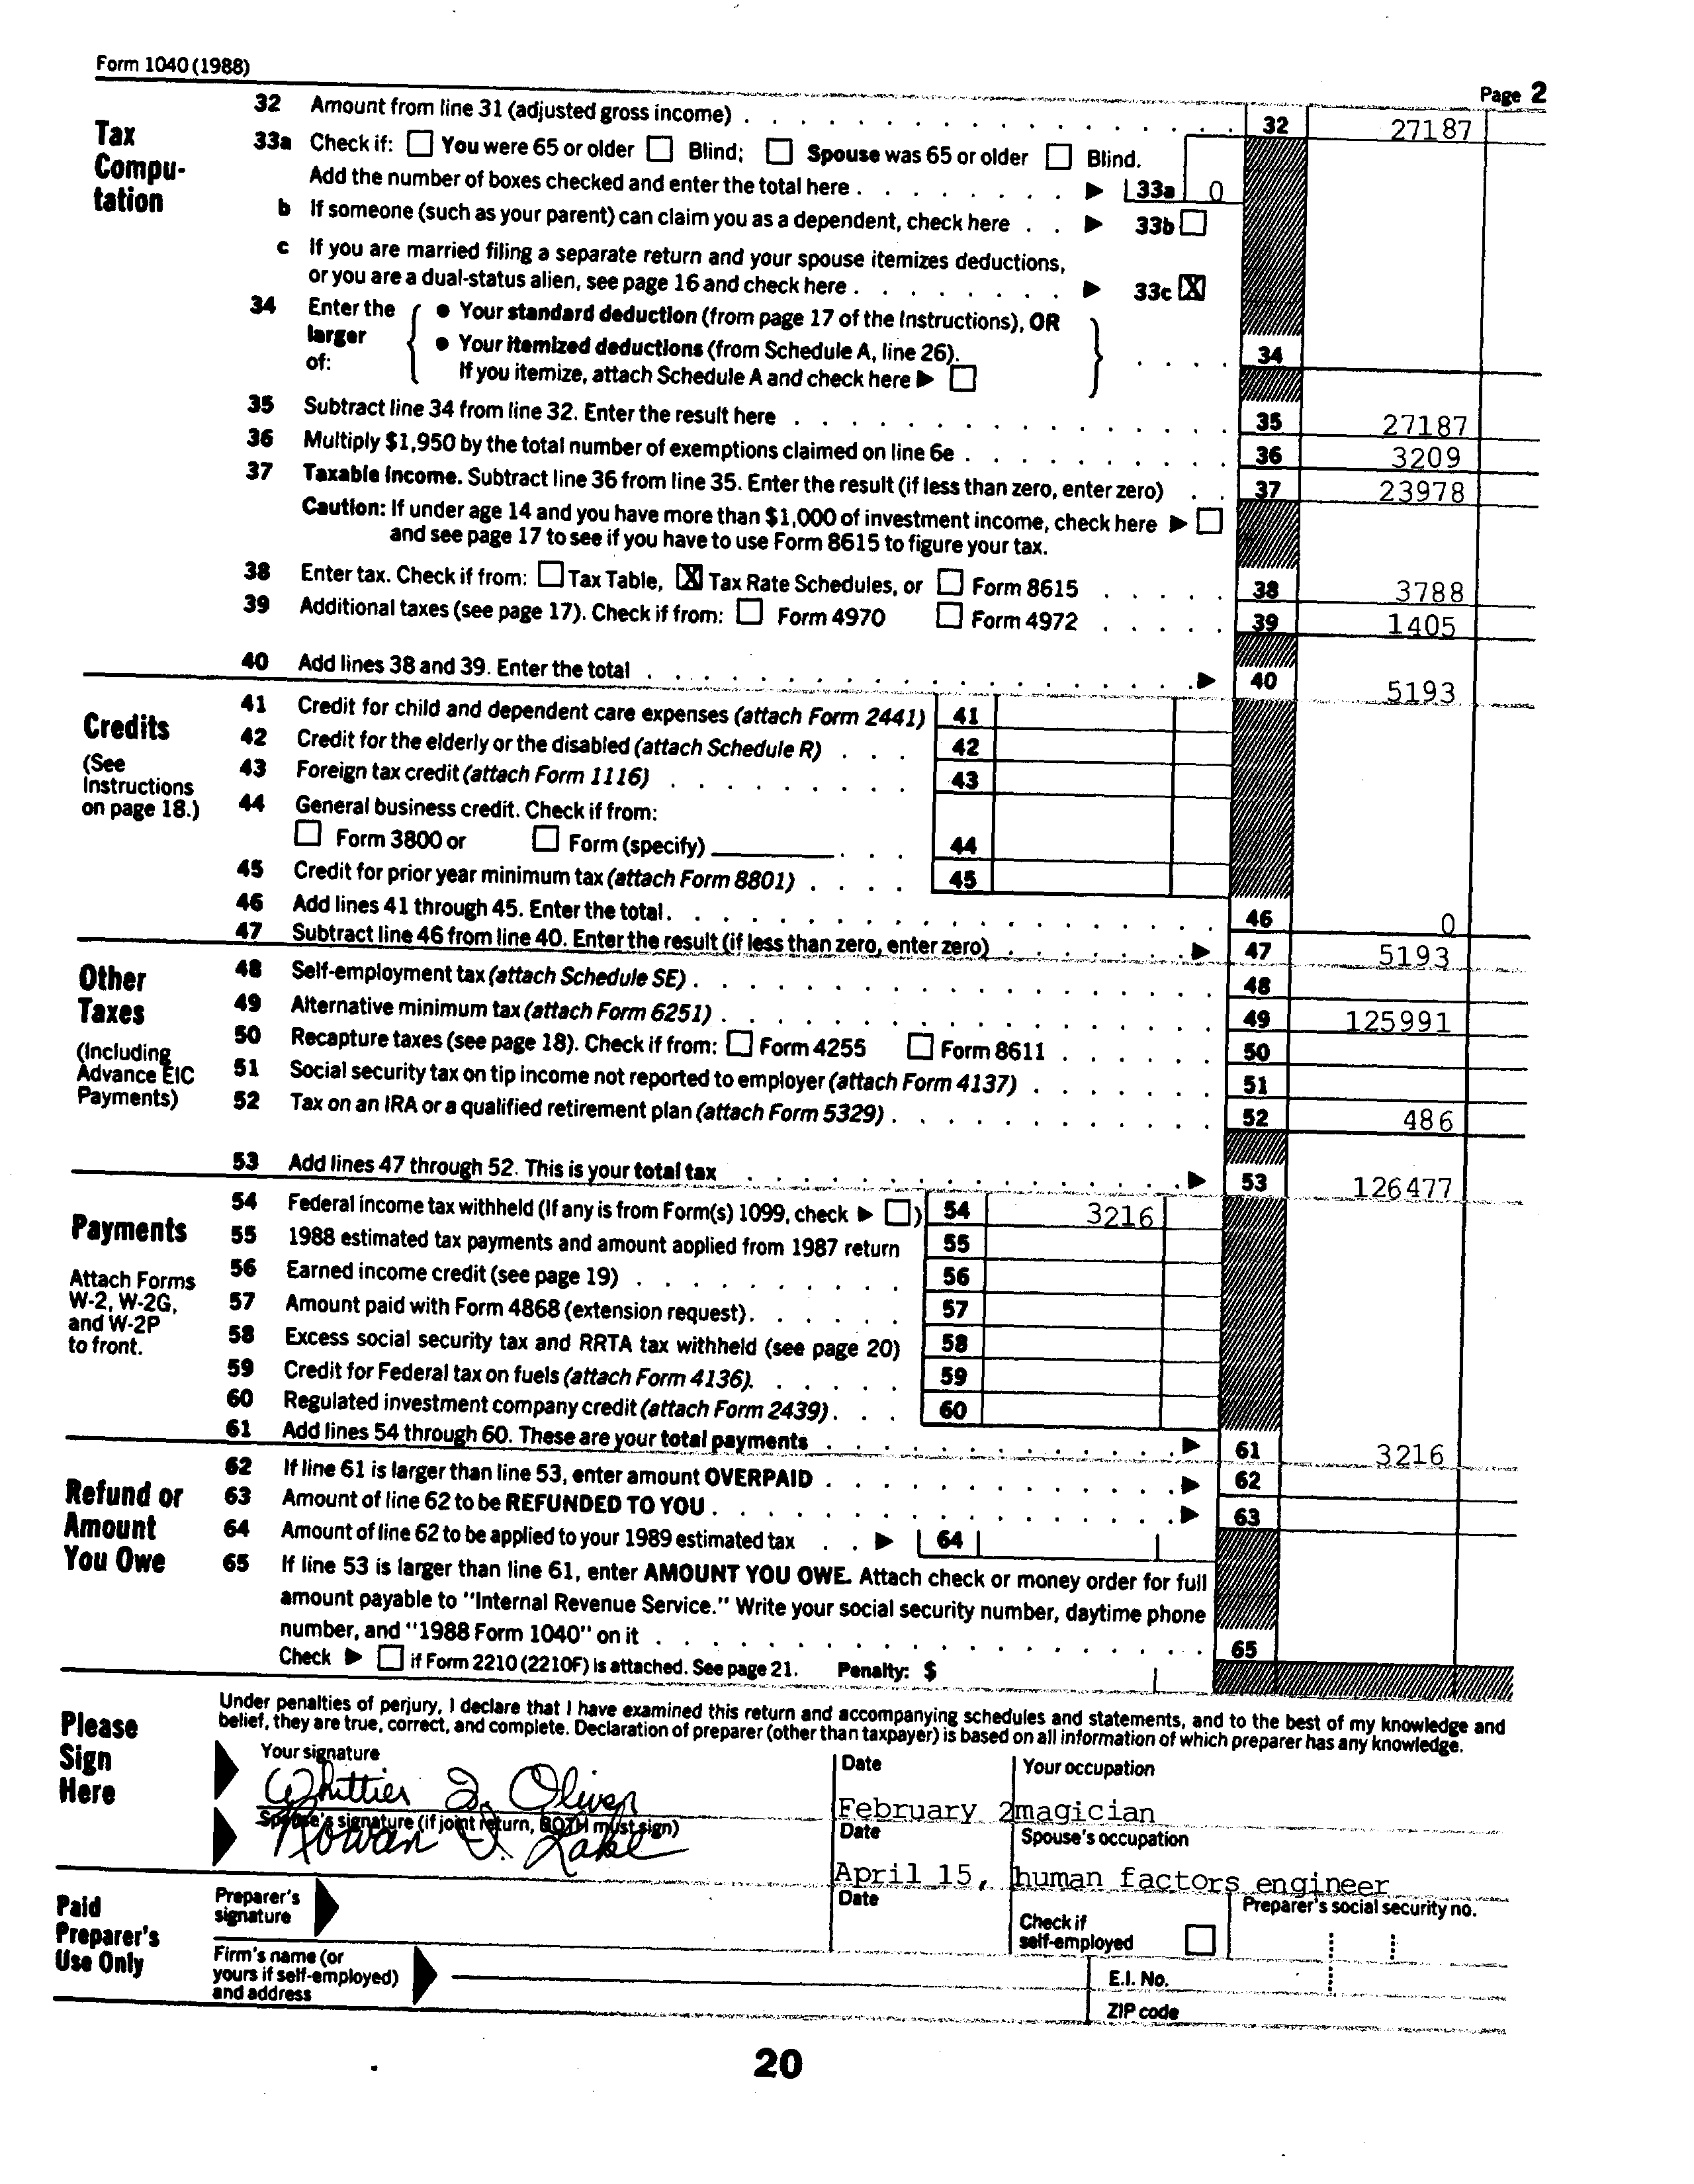 Form 1040 (1988)
Page 2
Tax Compu-tation
32 Amount from line 31 (adjusted gross income) . . . 32 27187
33a Check if: ☐ You were 65 or older ☐ Blind; ☐ Spouse was 65 or older ☐ Blind.
Add the number of boxes checked and enter the total here . . . ▶ 33a 0
b If someone (such as your parent) can claim you as a dependent, check here . . ▶ 33b ☐
c If you are married filing a separate return and your spouse itemizes deductions,
or you are a dual-status alien, see page 16 and check here . . . ▶ 33c ☒
34 Enter the larger of: { ● Your standard deduction (from page 17 of the Instructions), OR
● Your itemized deductions (from Schedule A, line 26).
If you itemize, attach Schedule A and check here ▶ ☐ } . . . . 34
35 Subtract line 34 from line 32. Enter the result here . . . 35 27187
36 Multiply $1,950 by the total number of exemptions claimed on line 6e . . . 36 3209
37 Taxable income. Subtract line 36 from line 35. Enter the result (if less than zero, enter zero) . . 37 23978
Caution: If under age 14 and you have more than $1,000 of investment income, check here ▶ ☐
and see page 17 to see if you have to use Form 8615 to figure your tax.
38 Enter tax. Check if from: ☐ Tax Table, ☒ Tax Rate Schedules, or ☐ Form 8615 . . . . . 38 3788
39 Additional taxes (see page 17). Check if from: ☐ Form 4970 ☐ Form 4972 . . . . . 39 1405
40 Add lines 38 and 39. Enter the total . . . ▶ 40 5193
Credits
(See Instructions on page 18.)
41 Credit for child and dependent care expenses (attach Form 2441) 41
42 Credit for the elderly or the disabled (attach Schedule R) . . . 42
43 Foreign tax credit (attach Form 1116) . . . 43
44 General business credit. Check if from:
☐ Form 3800 or ☐ Form (specify) ________ . . . 44
45 Credit for prior year minimum tax (attach Form 8801) . . . . 45
46 Add lines 41 through 45. Enter the total . . . 46 0
47 Subtract line 46 from line 40. Enter the result (if less than zero, enter zero) . . . ▶ 47 5193
Other Taxes
(Including Advance EIC Payments)
48 Self-employment tax (attach Schedule SE) . . . 48
49 Alternative minimum tax (attach Form 6251) . . . 49 125991
50 Recapture taxes (see page 18). Check if from: ☐ Form 4255 ☐ Form 8611 . . . . . . 50
51 Social security tax on tip income not reported to employer (attach Form 4137) . . . 51
52 Tax on an IRA or a qualified retirement plan (attach Form 5329) . . . 52 486
53 Add lines 47 through 52. This is your total tax . . . ▶ 53 126477
Payments
Attach Forms W-2, W-2G, and W-2P to front.
54 Federal income tax withheld (If any is from Form(s) 1099, check ▶ ☐) 54 3216
55 1988 estimated tax payments and amount applied from 1987 return 55
56 Earned income credit (see page 19) . . . 56
57 Amount paid with Form 4868 (extension request) . . . 57
58 Excess social security tax and RRTA tax withheld (see page 20) 58
59 Credit for Federal tax on fuels (attach Form 4136). . . . 59
60 Regulated investment company credit (attach Form 2439) . . . 60
61 Add lines 54 through 60. These are your total payments . . . ▶ 61 3216
Refund or Amount You Owe
62 If line 61 is larger than line 53, enter amount OVERPAID . . . ▶ 62
63 Amount of line 62 to be REFUNDED TO YOU . . . ▶ 63
64 Amount of line 62 to be applied to your 1989 estimated tax . . ▶ 64
65 If line 53 is larger than line 61, enter AMOUNT YOU OWE. Attach check or money order for full
amount payable to "Internal Revenue Service." Write your social security number, daytime phone
number, and "1988 Form 1040" on it . . . 65
Check ▶ ☐ if Form 2210 (2210F) is attached. See page 21. Penalty: $
Please Sign Here
Under penalties of perjury, I declare that I have examined this return and accompanying schedules and statements, and to the best of my knowledge and
belief, they are true, correct, and complete. Declaration of preparer (other than taxpayer) is based on all information of which preparer has any knowledge.
Your signature Date Your occupation
Whittier D. Oliver February 2 magician
Spouse's signature (if joint return, BOTH must sign) Date Spouse's occupation
Rowan D. Lake April 15, human factors engineer
Paid Preparer's Use Only
Preparer's signature Date Check if self-employed ☐ Preparer's social security no.
Firm's name (or yours if self-employed) and address E.I. No.
ZIP code
20